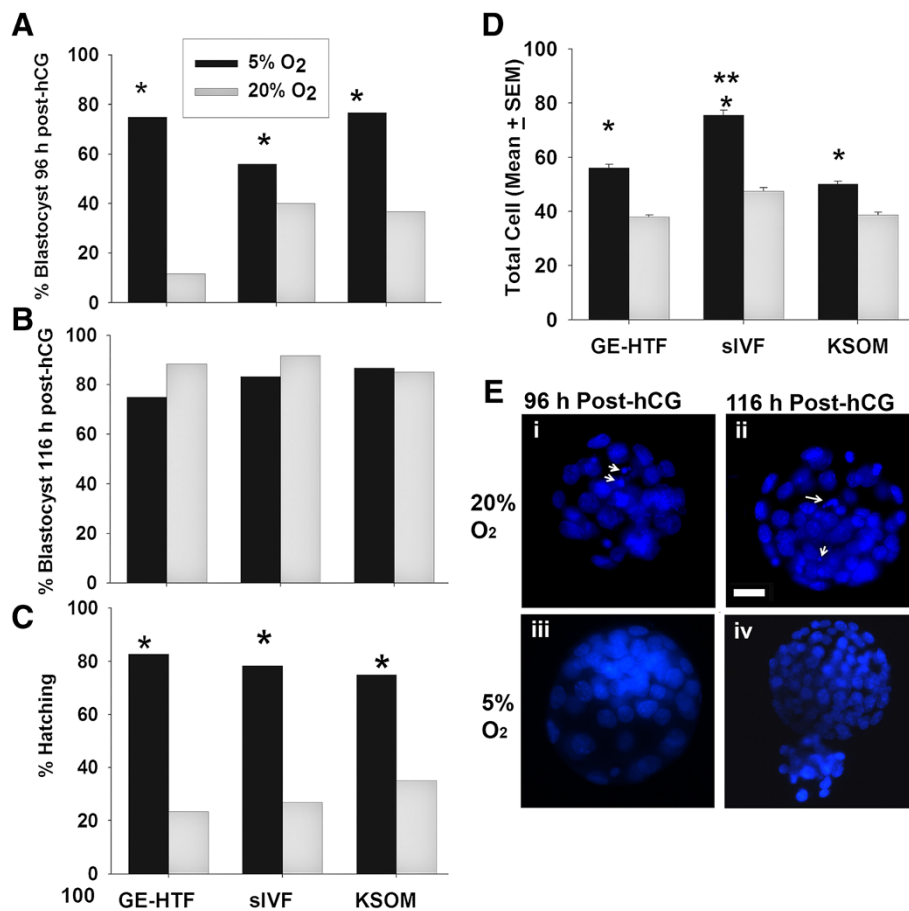 A
% Blastocyst 96 h post-hCG
100
80
60
40
20
0
5% O2
20% O2
*
*
*
B
% Blastocyst 116 h post-hCG
100
80
60
40
20
0
C
% Hatching
80
60
40
20
0
100
*
*
*
GE-HTF sIVF KSOM
D
Total Cell (Mean ± SEM)
100
80
60
40
20
0
*
**
*
*
GE-HTF sIVF KSOM
E
96 h Post-hCG 116 h Post-hCG
20%
O2
i
ii
5%
O2
iii
iv